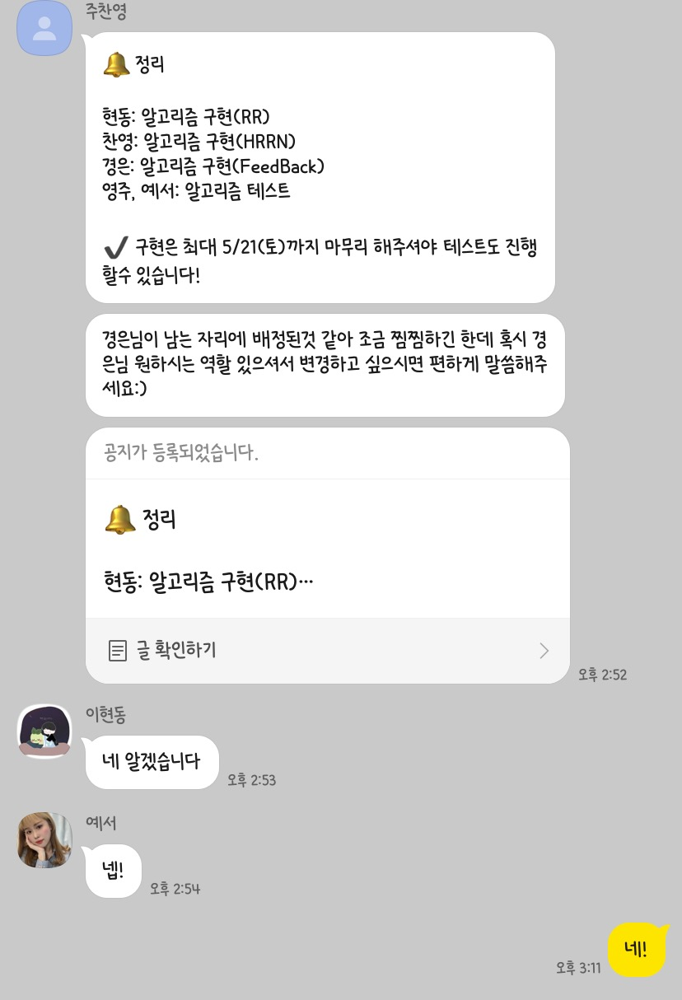 주찬영
🔔 정리
현동: 알고리즘 구현(RR)
찬영: 알고리즘 구현(HRRN)
경은: 알고리즘 구현(FeedBack)
영주, 예서: 알고리즘 테스트
✔ 구현은 최대 5/21(토)까지 마무리 해주셔야 테스트도 진행
할수 있습니다!
경은님이 남는 자리에 배정된것 같아 조금 찜찜하긴 한데 혹시 경
은님 원하시는 역할 있으셔서 변경하고 싶으시면 편하게 말씀해주
세요:)
공지가 등록되었습니다.
🔔 정리
현동: 알고리즘 구현(RR)…
글 확인하기
오후 2:52
이현동
네 알겠습니다
오후 2:53
예서
넵!
오후 2:54
네!
오후 3:11